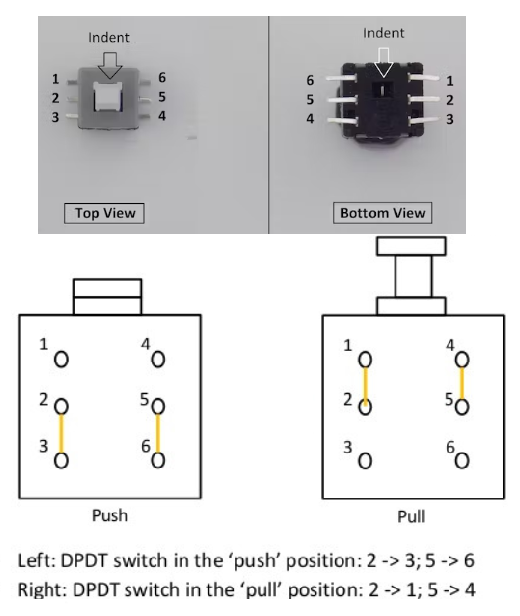 Indent
Indent
1 6
2 5
3 4
6 1
5 2
4 3
Top View
Bottom View
1 4
2 5
3 6
Push
1 4
2 5
3 6
Pull
Left: DPDT switch in the ‘push’ position: 2 -> 3; 5 -> 6
Right: DPDT switch in the ‘pull’ position: 2 -> 1; 5 -> 4